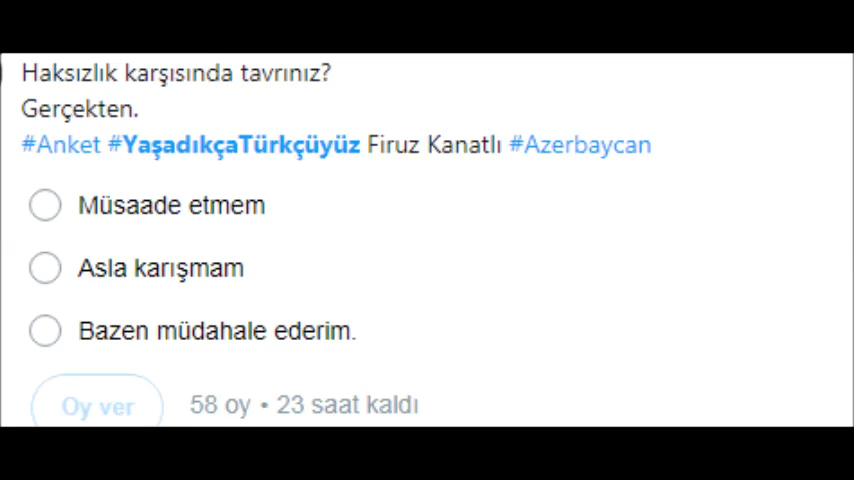 Haksızlık karşısında tavrınız?
Gerçekten.
#Anket #YaşadıkçaTürkçüyüz Firuz Kanatlı #Azerbaycan
Müsaade etmem
Asla karışmam
Bazen müdahale ederim.
Oy ver 58 oy • 23 saat kaldı